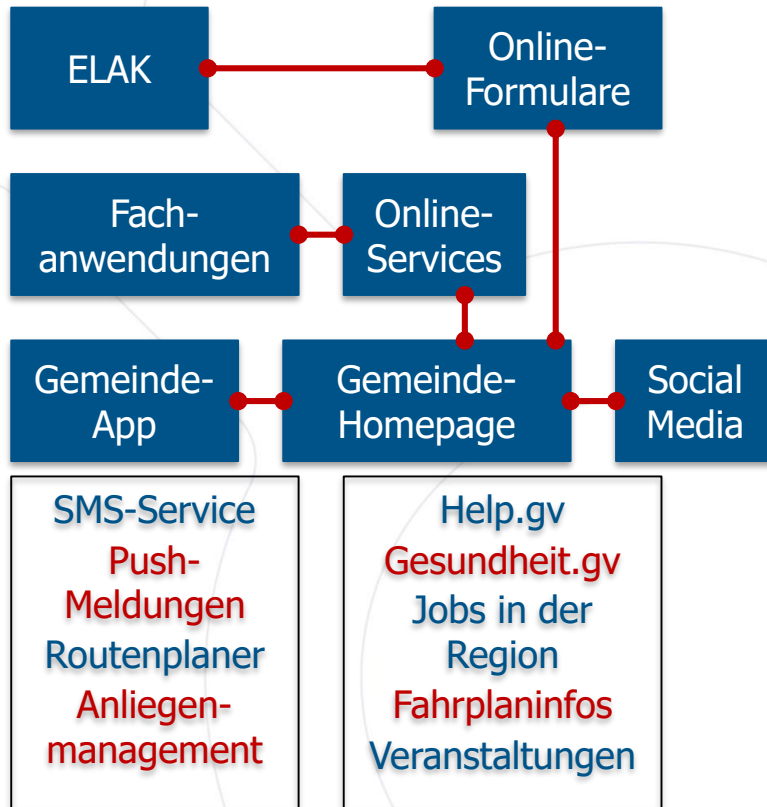 ELAK
Online-
Formulare
Fach-
anwendungen
Online-
Services
Gemeinde-
App
Gemeinde-
Homepage
Social
Media
SMS-Service
Push-
Meldungen
Routenplaner
Anliegen-
management
Help.gv
Gesundheit.gv
Jobs in der
Region
Fahrplaninfos
Veranstaltungen